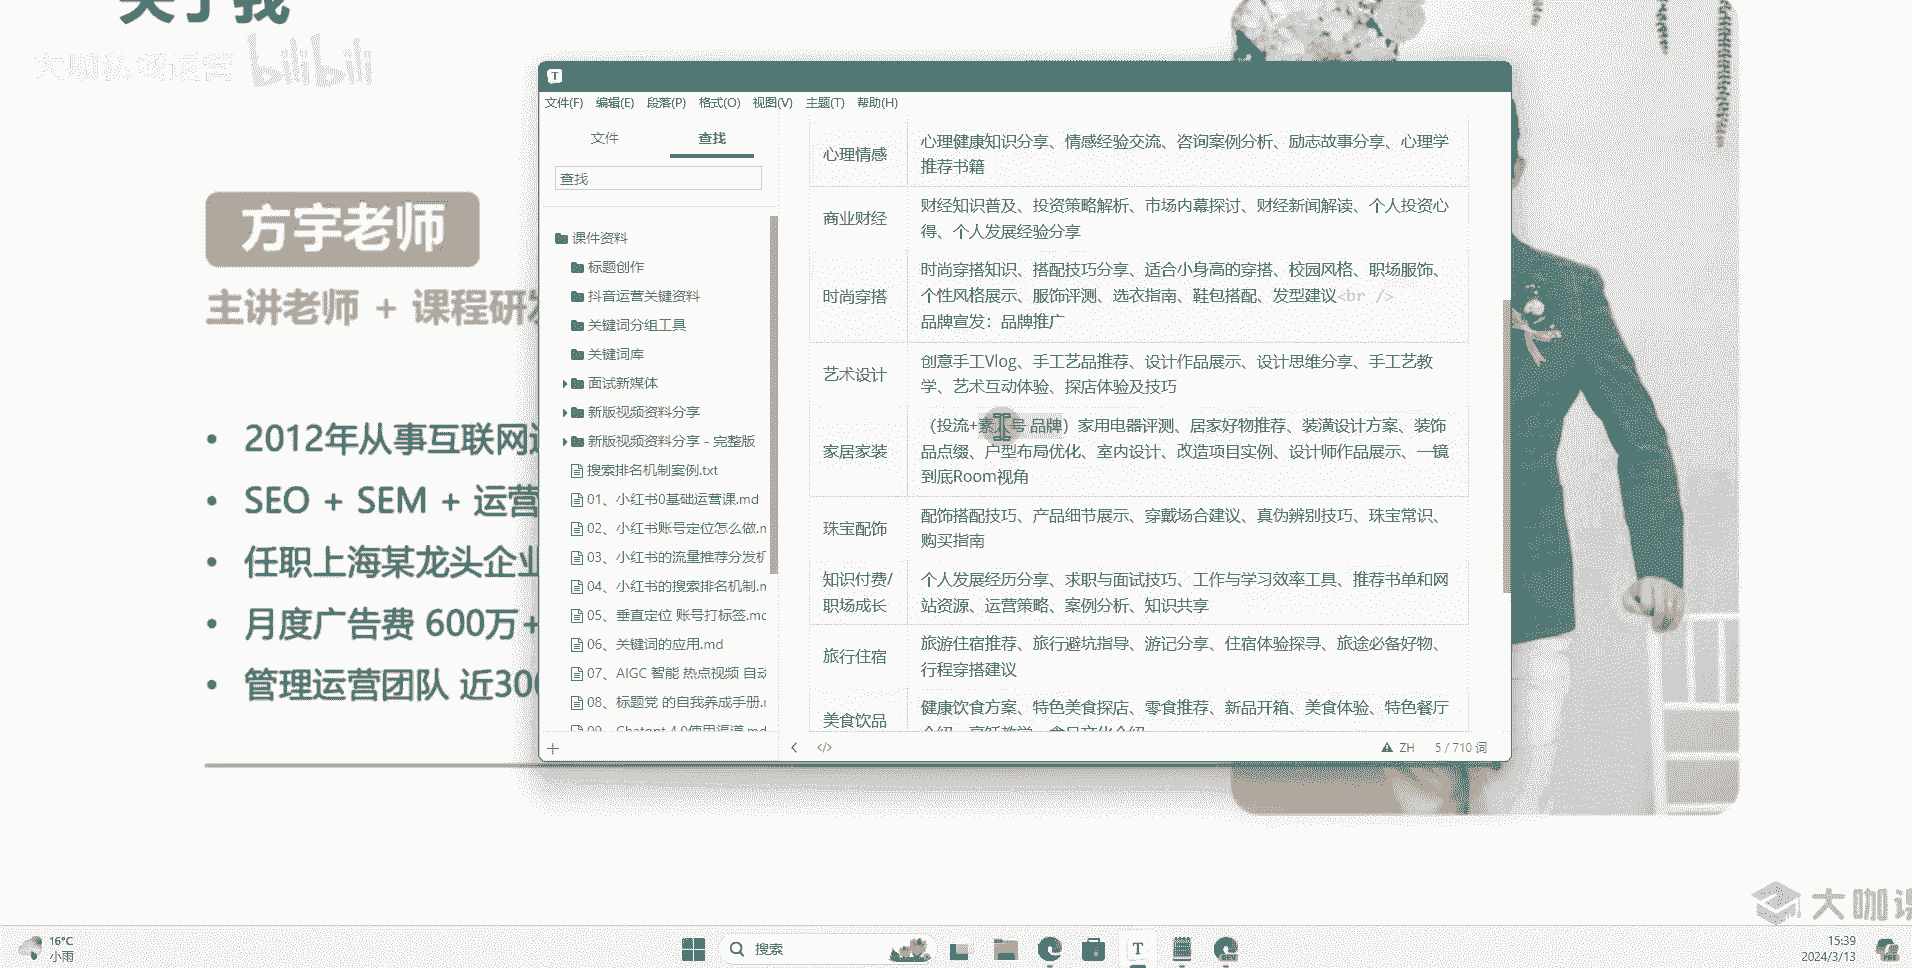 关于我
bilibili
方宇老师
主讲老师 + 课程研发
2012年从事互联网
SEO + SEM + 运营
任职上海某龙头企业
月度广告费 600万+
管理运营团队 近300
文件(F) 编辑(E) 段落(P) 格式(O) 视图(V) 主题(T) 帮助(H)
文件 查找
查找
课件资料
标题创作
抖音运营关键资料
关键词分组工具
关键词库
面试新媒体
新版视频资料分享
新版视频资料分享 - 完整版
搜索排名机制案例.txt
01、小红书0基础运营课.md
02、小红书账号定位怎么做.m
03、小红书的流量推荐分发机
04、小红书的搜索排名机制.m
05、垂直定位 账号打标签.md
06、关键词的应用.md
07、AIGC 智能 热点视频 自动
08、标题党 的自我养成手册.m
09、Chatgpt 4.0使用渠道.md
心理情感
心理健康知识分享、情感经验交流、咨询案例分析、励志故事分享、心理学
推荐书籍
商业财经
财经知识普及、投资策略解析、市场内幕探讨、财经新闻解读、个人投资心
得、个人发展经验分享
时尚穿搭
时尚穿搭知识、搭配技巧分享、适合小身高的穿搭、校园风格、职场服饰、
个性风格展示、服饰评测、选衣指南、鞋包搭配、发型建议<br />
品牌宣发：品牌推广
艺术设计
创意手工Vlog、手工艺品推荐、设计作品展示、设计思维分享、手工艺教
学、艺术互动体验、探店体验及技巧
家居家装
（投流+素 号 品牌）家用电器评测、居家好物推荐、装潢设计方案、装饰
品点缀、户型布局优化、室内设计、改造项目实例、设计师作品展示、一镜
到底Room视角
珠宝配饰
配饰搭配技巧、产品细节展示、穿戴场合建议、真伪辨别技巧、珠宝常识、
购买指南
知识付费/
职场成长
个人发展经历分享、求职与面试技巧、工作与学习效率工具、推荐书单和网
站资源、运营策略、案例分析、知识共享
旅行住宿
旅游住宿推荐、旅行避坑指导、游记分享、住宿体验探寻、旅途必备好物、
行程穿搭建议
美食饮品
健康饮食方案、特色美食探店、零食推荐、新品开箱、美食体验、特色餐厅
介绍、烹饪教学、食品文化介绍
</> ZH 5 / 710 词
大咖课
16°C
小雨
搜索
15:39
2024/3/13